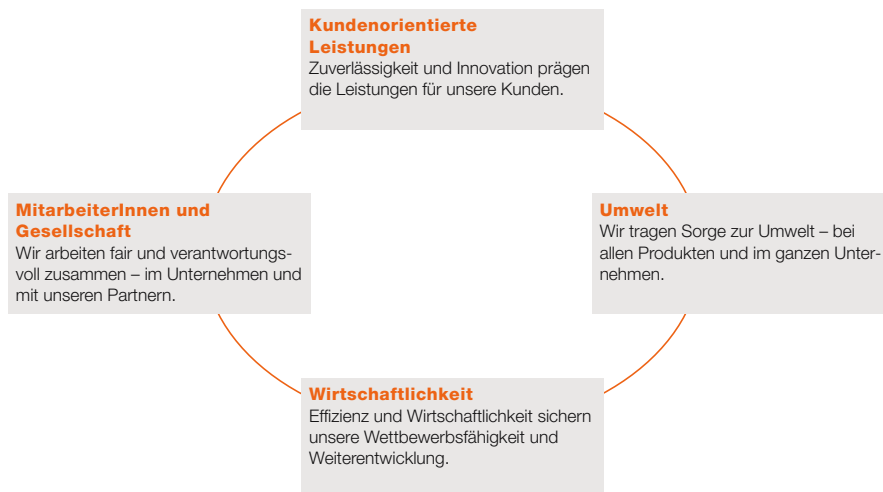 Kundenorientierte
Leistungen
Zuverlässigkeit und Innovation prägen
die Leistungen für unsere Kunden.
MitarbeiterInnen und
Gesellschaft
Wir arbeiten fair und verantwortungs-
voll zusammen – im Unternehmen und
mit unseren Partnern.
Umwelt
Wir tragen Sorge zur Umwelt – bei
allen Produkten und im ganzen Unter-
nehmen.
Wirtschaftlichkeit
Effizienz und Wirtschaftlichkeit sichern
unsere Wettbewerbsfähigkeit und
Weiterentwicklung.